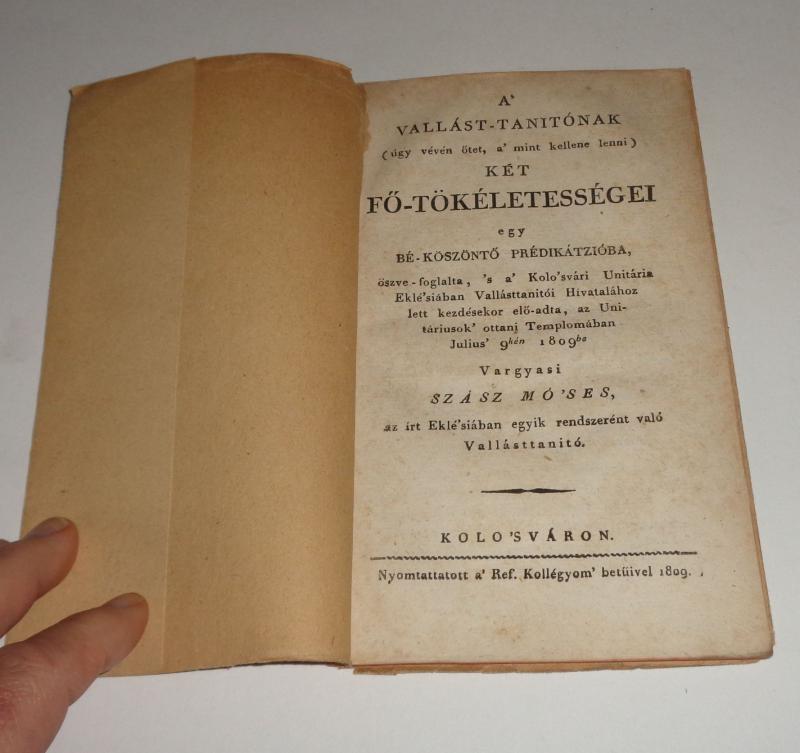 A'
VALLÁST-TANITÓNAK
(úgy vévén őtet, a' mint kellene lenni)
KÉT
FŐ-TÖKÉLETESSÉGEI
egy
BÉ-KÖSZÖNTŐ PRÉDIKÁTZIÓBA,
öszve-foglalta, 's a' Kolo'svári Unitária
Eklé'siában Vallásttanitói Hivatalához
lett kezdésekor elő-adta, az Uni-
táriusok' ottani Templomában
Julius' 9hén 1809be
Vargyasi
SZÁSZ MÓ'SES,
az írt Eklé'siában egyik rendszerént való
Vallásttanitó.
KOLO'SVÁRON.
Nyomtattatott a' Ref. Kollégyom' betűivel 1809.